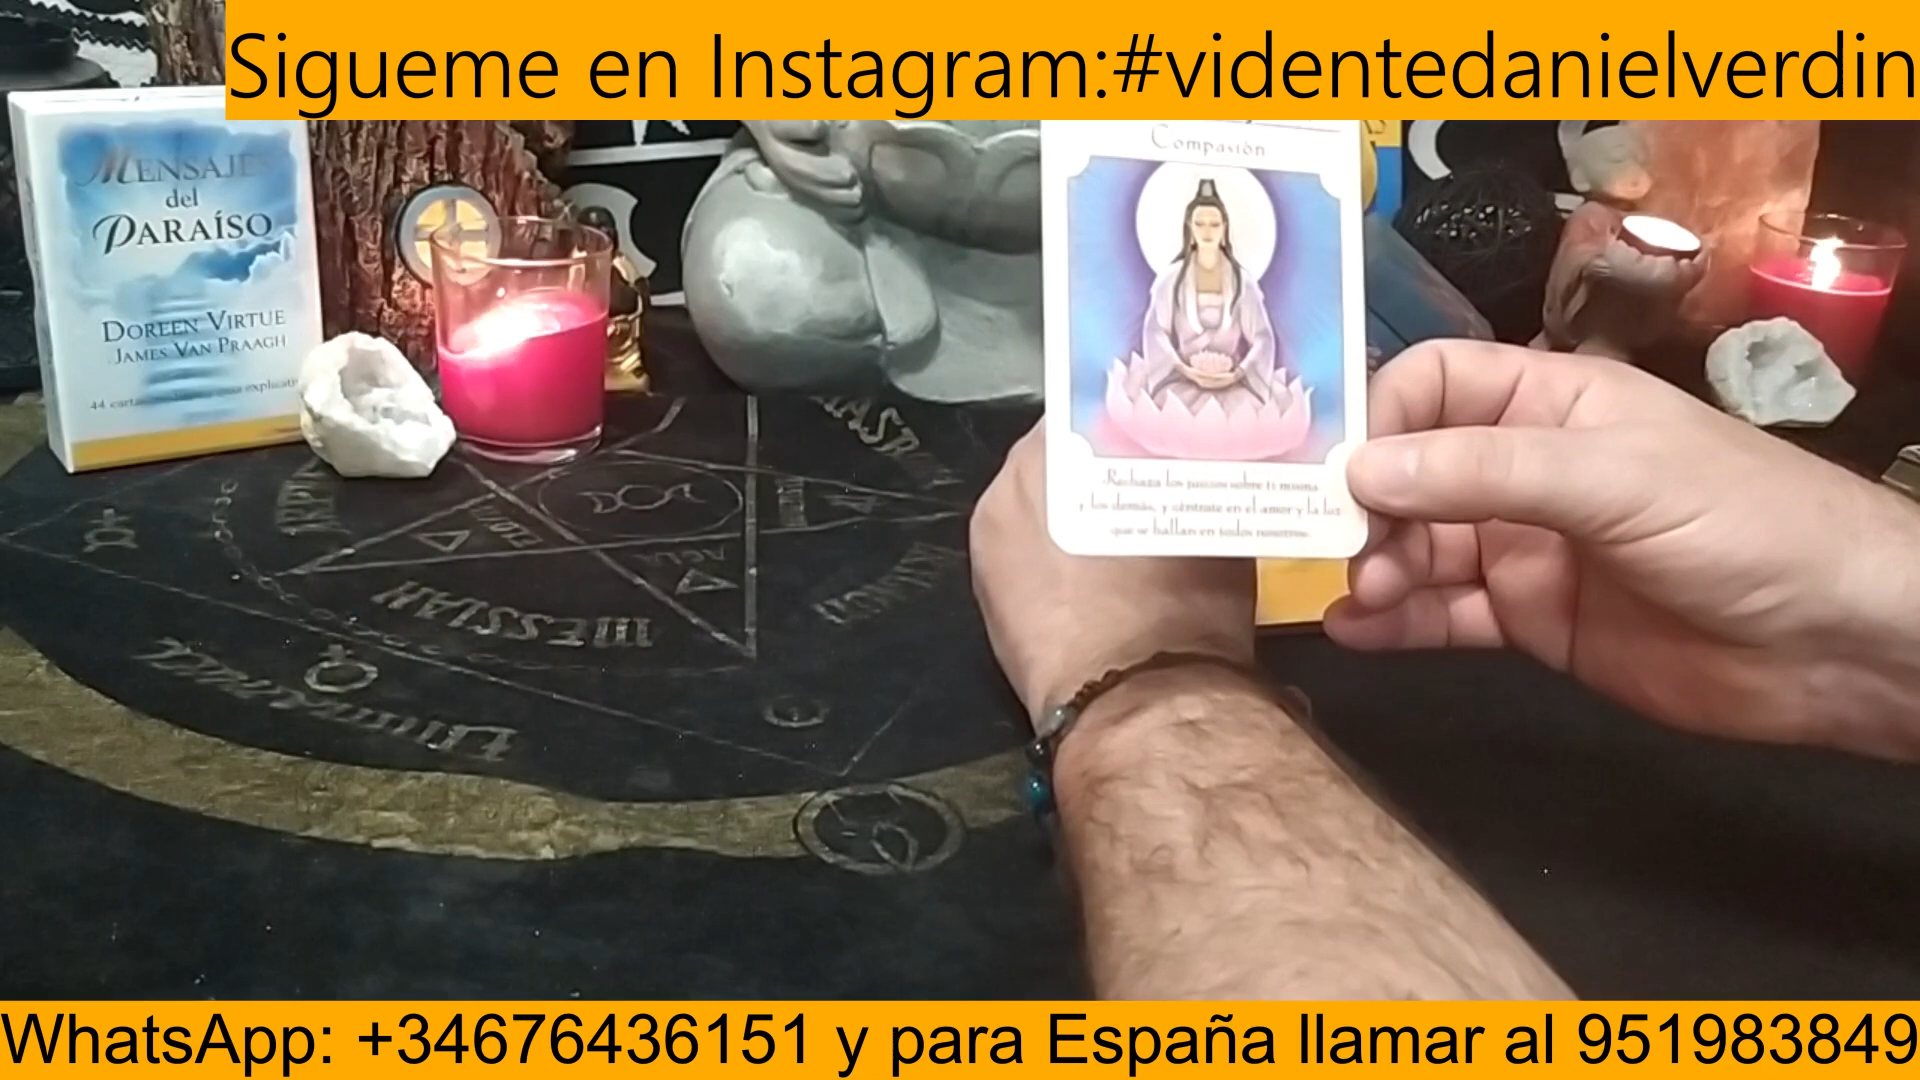 Sigueme en Instagram:#videntedanielverdin
MENSAJES
del
PARAÍSO
DOREEN VIRTUE
JAMES VAN PRAAGH
44
Compasión
Rechaza los juicios sobre ti misma
y los demás, y céntrate en el amor y la luz
que se hallan en todos nosotros.
MESSIAH
AGUA
WhatsApp: +34676436151 y para España llamar al 951983849